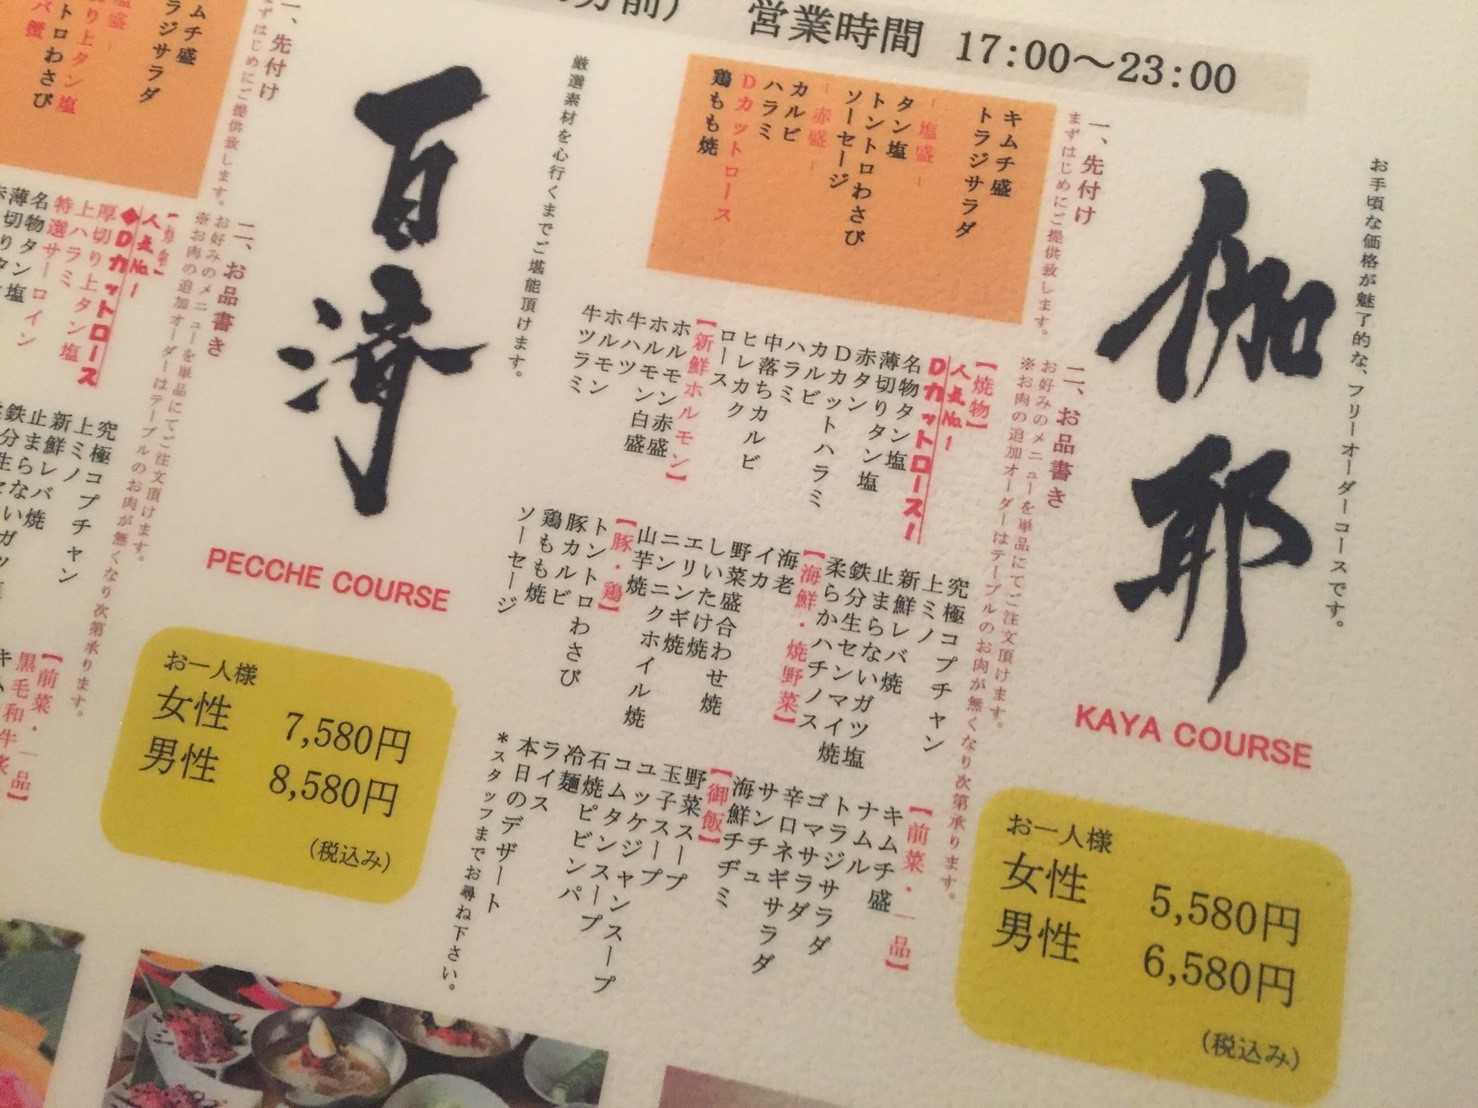 営業時間 17:00～23:00
お手頃な価格が魅了的な、フリーオーダーコースです。
伽耶
KAYA COURSE
お一人様
女性 5,580円
男性 6,580円
(税込み)
一、先付け
まずはじめにご提供致します。
キムチ盛
トラジサラダ
-塩盛-
タン塩
トントロわさび
ソーセージ
-赤盛-
カルビ
ハラミ
Dカットロース
鶏もも焼
二、お品書き
お好みのメニューを単品にてご注文頂けます。
※お肉の追加オーダーはテーブルのお肉が無くなり次第承ります。
【焼物】
人気No.1
Dカットロース!
名物タン塩
薄切りタン塩
赤タン
Dカットハラミ
カルビ
ハラミ
中落ちカルビ
ヒレカク
ロース
【新鮮ホルモン】
ホルモン赤盛
ホルモン白盛
牛ハツ
ホルモン
牛ツラミ
究極コプチャン
上ミノ
新鮮レバ焼
止まらないガツ塩
鉄分生センマイ焼
柔らかハチノス
【海鮮・焼野菜】
海老
イカ
野菜盛合わせ焼
しいたけ焼
エリンギ焼
ニンニクホイル焼
山芋焼
【豚・鶏】
トントロわさび
豚カルビ
鶏もも焼
ソーセージ
【前菜・一品】
キムチ盛
ナムル
トラジサラダ
ゴマサラダ
辛口ネギサラダ
サンチュ
海鮮チヂミ
【御飯】
野菜スープ
玉子スープ
ユッケジャンスープ
コムタンスープ
石焼ビビンパ
冷麺
ライス
本日のデザート
*スタッフまでお尋ね下さい。
厳選素材を心行くまでご堪能頂けます。
百済
PECCHE COURSE
お一人様
女性 7,580円
男性 8,580円
(税込み)
一、先付け
まずはじめにご提供致します。
ムチ盛
ラジサラダ
塩盛-
り上タン塩
トロわさび
二、お品書き
お好みのメニューを単品にてご注文頂けます。
※お肉の追加オーダーはテーブルのお肉が無くなり次第承ります。
人気No.1
◆Dカットロース
厚切り上タン塩
上ハラミ
特選サーロイン
名物タン塩
究極コプチャン
上ミノ
新鮮レバ焼
止まらないガツ
【前菜・一品】
黒毛和牛